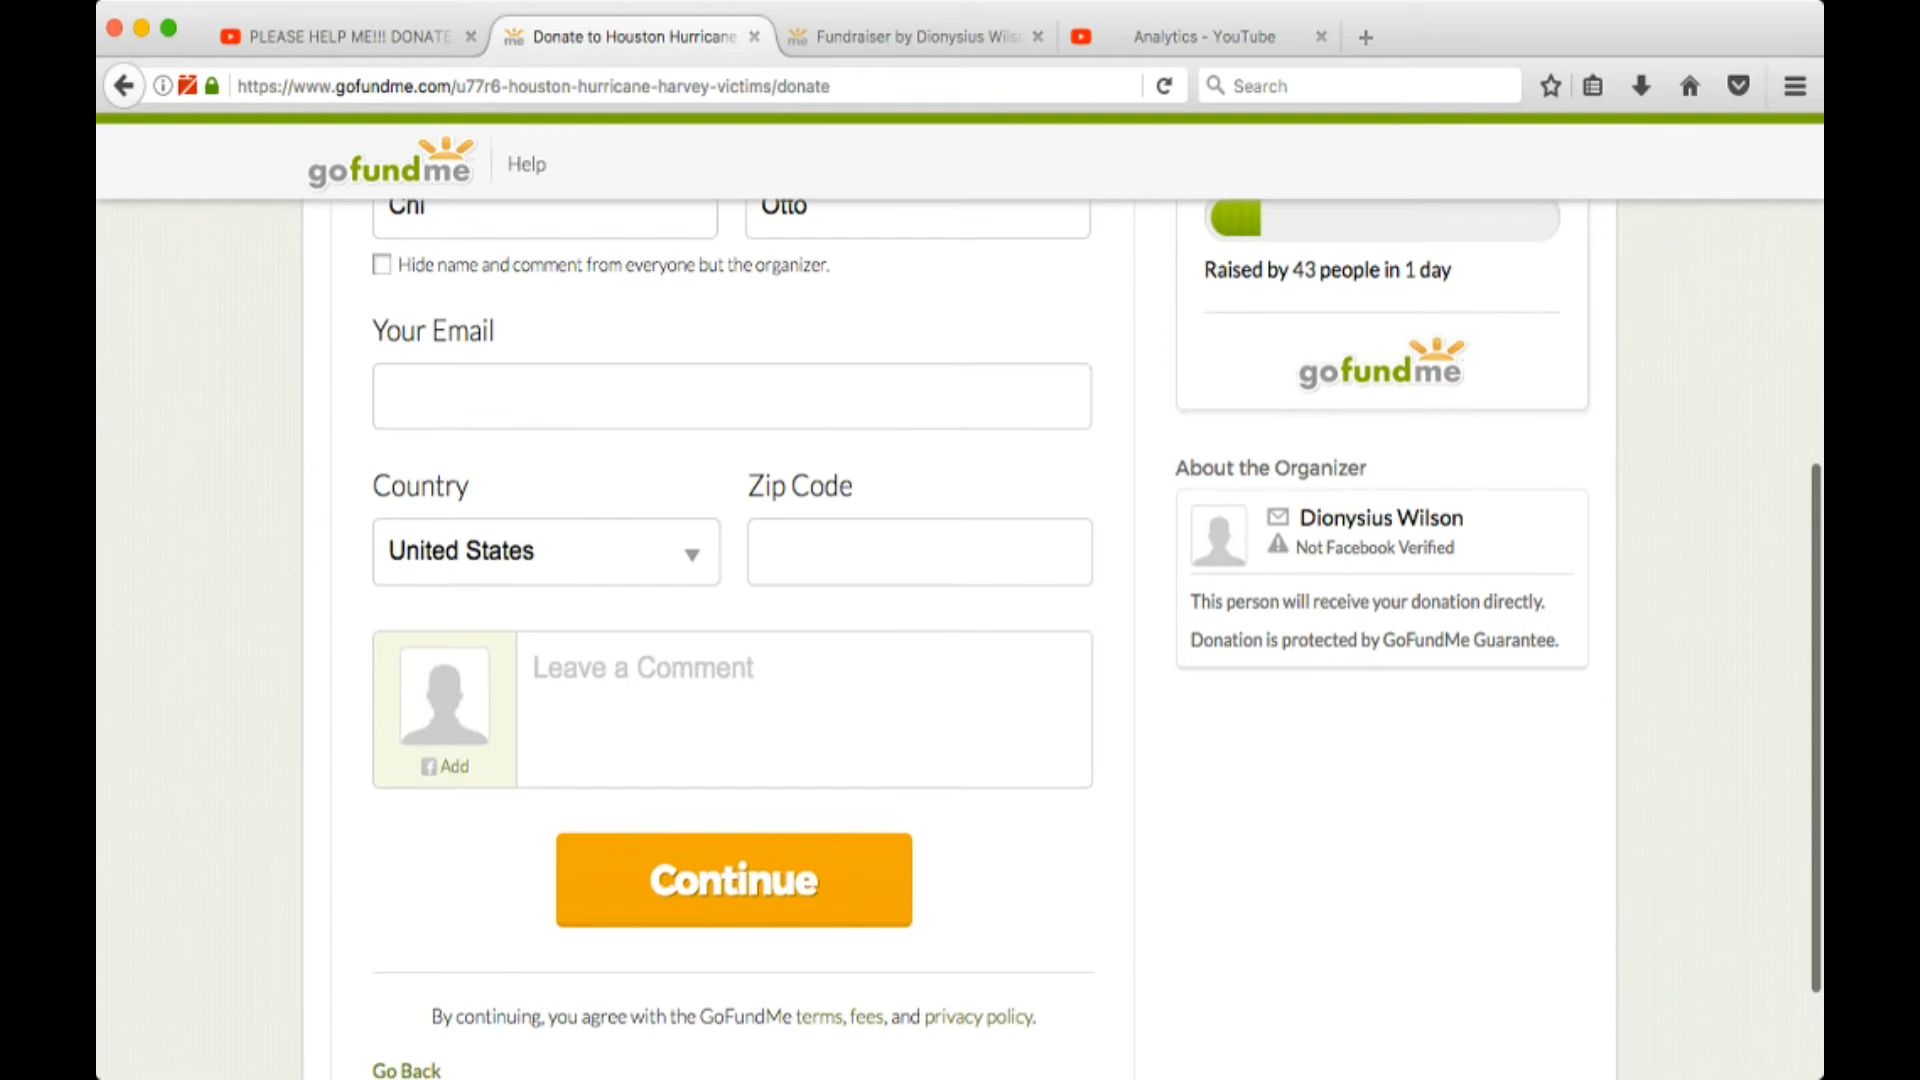 PLEASE HELP ME!!! DONATE
Donate to Houston Hurricane
Fundraiser by Dionysius Wils
Analytics - YouTube
https://www.gofundme.com/u77r6-houston-hurricane-harvey-victims/donate
Search
gofundme
Help
Chi
Otto
Hide name and comment from everyone but the organizer.
Raised by 43 people in 1 day
Your Email
gofundme
Country
Zip Code
About the Organizer
Dionysius Wilson
United States
Not Facebook Verified
This person will receive your donation directly.
Donation is protected by GoFundMe Guarantee.
Leave a Comment
Add
Continue
By continuing, you agree with the GoFundMe terms, fees, and privacy policy.
Go Back